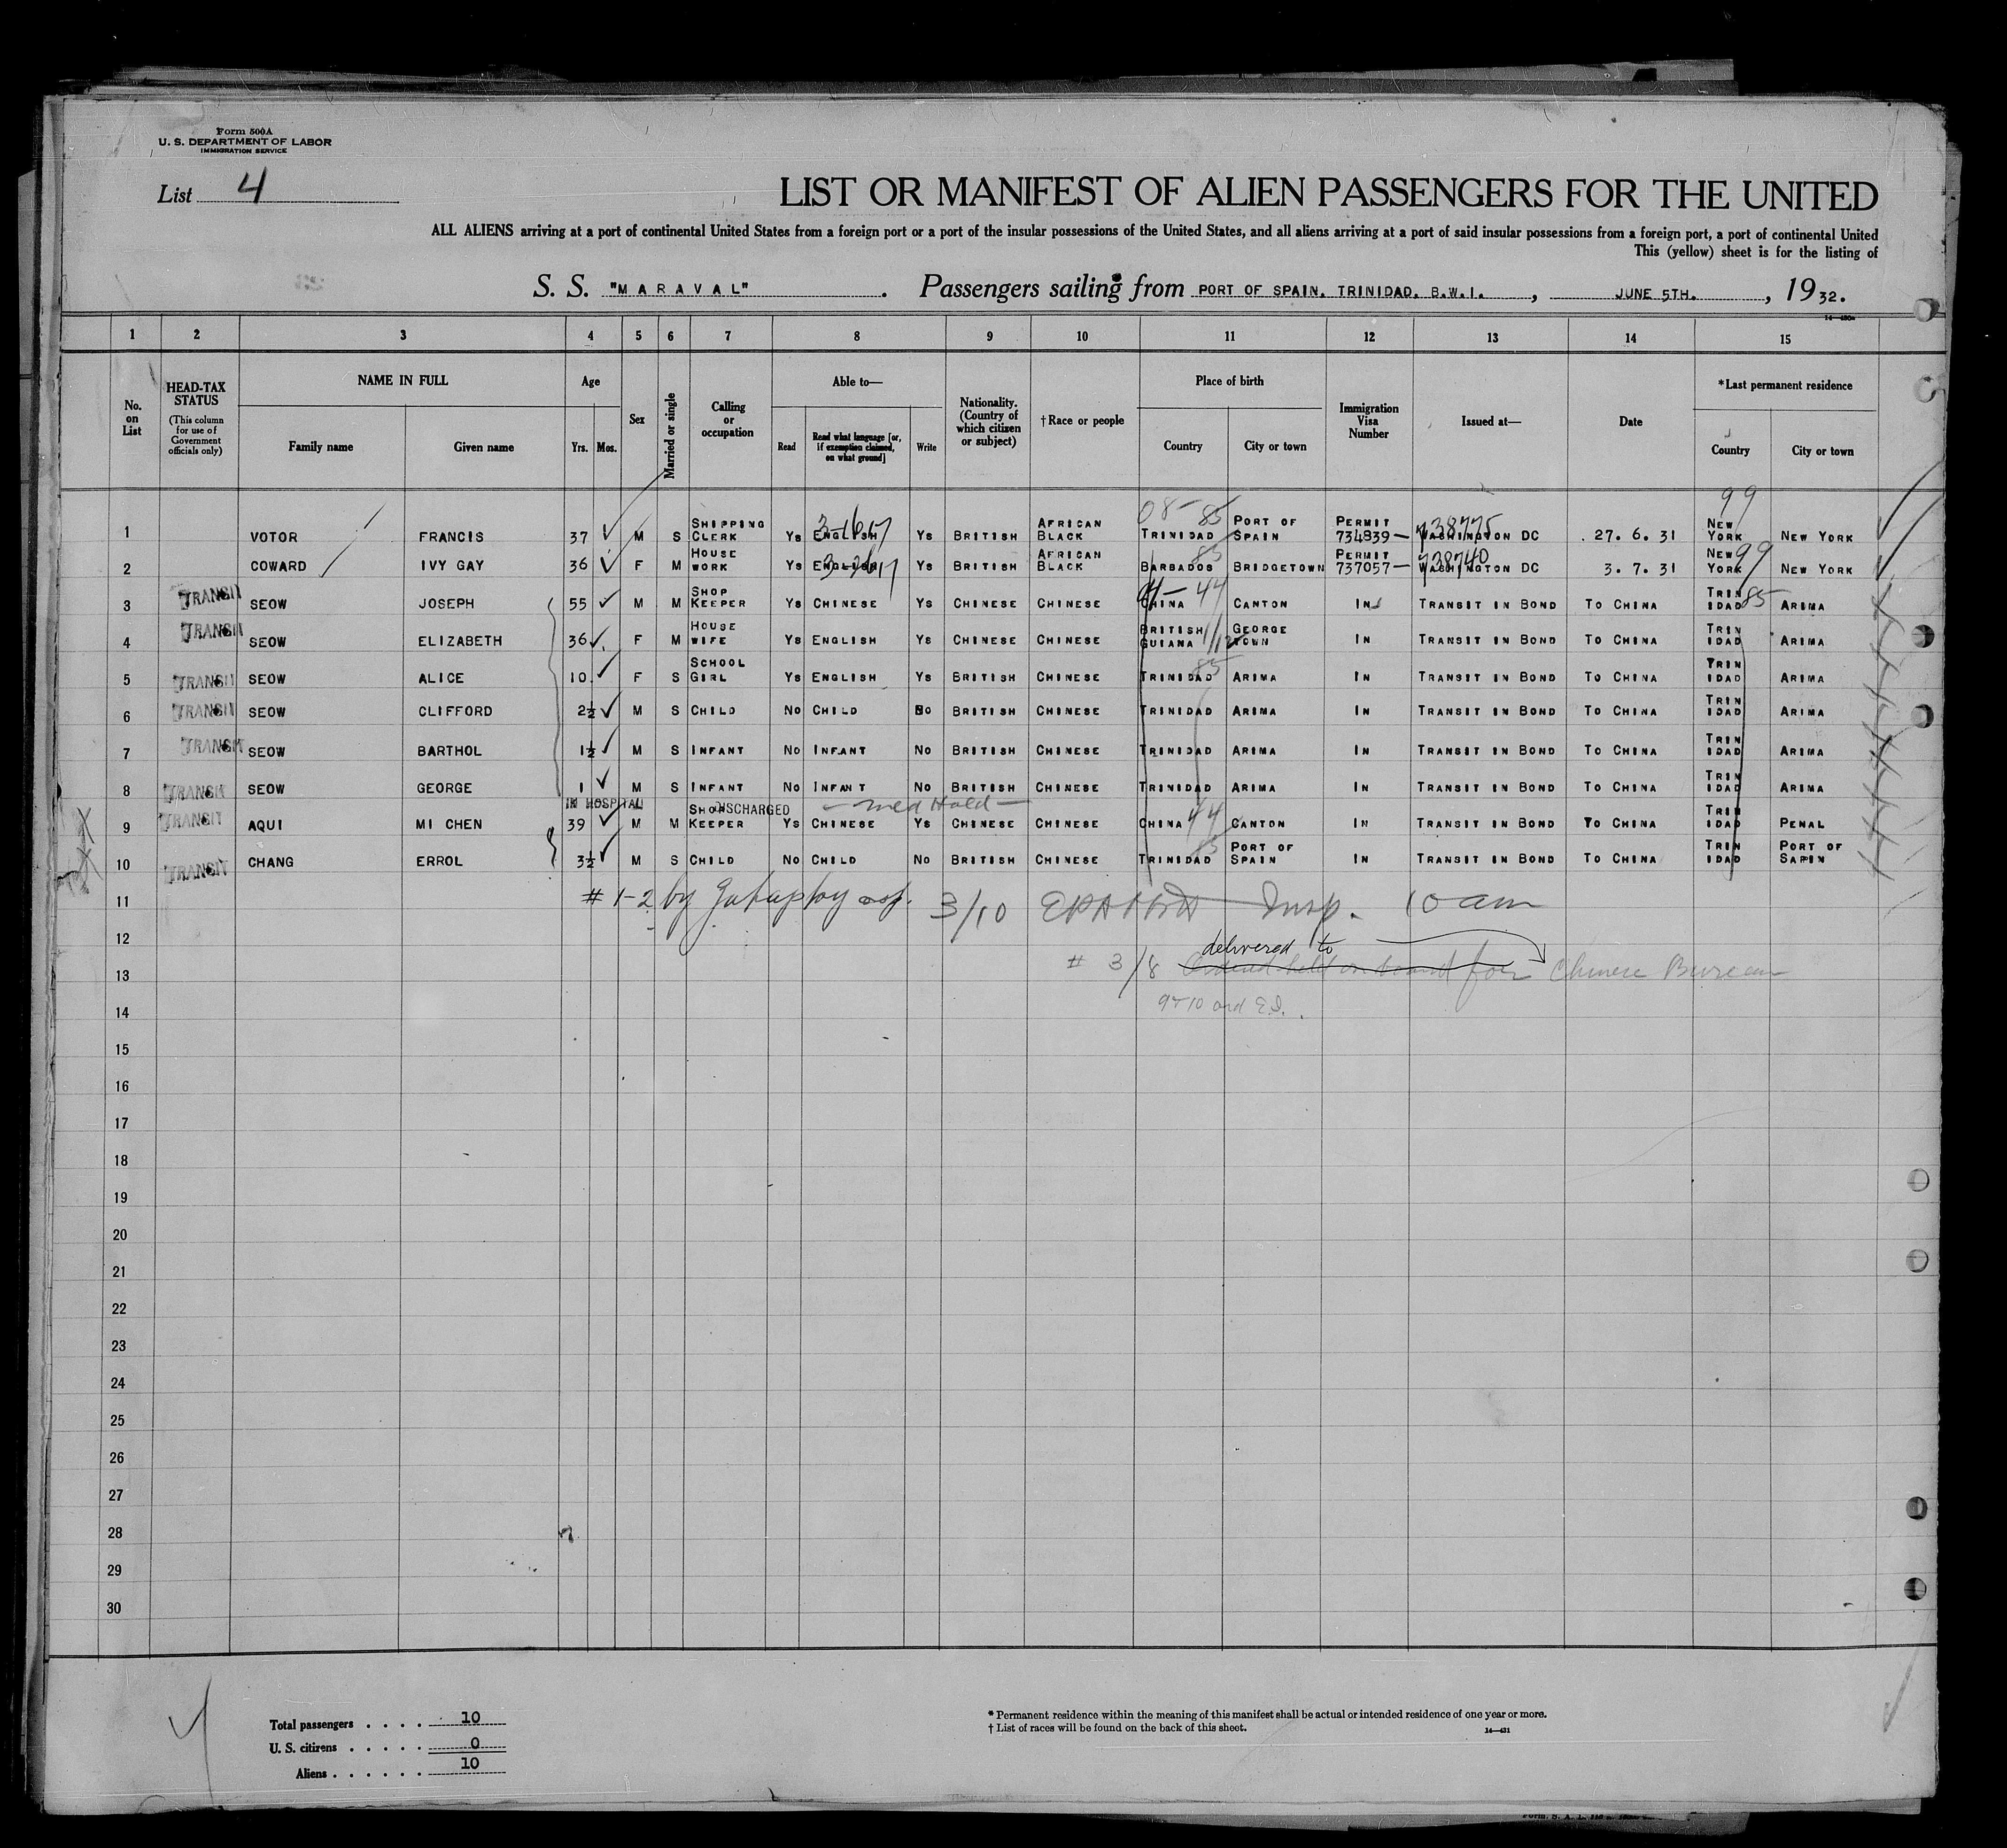 Form 500A
U. S. DEPARTMENT OF LABOR
IMMIGRATION SERVICE
List 4
LIST OR MANIFEST OF ALIEN PASSENGERS FOR THE UNITED
ALL ALIENS arriving at a port of continental United States from a foreign port or a port of the insular possessions of the United States, and all aliens arriving at a port of said insular possessions from a foreign port, a port of continental United
This (yellow) sheet is for the listing of
S. S. "MARAVAL". Passengers sailing from PORT OF SPAIN, TRINIDAD, B.W.I., JUNE 5TH., 1932.
1 2 3 4 5 6 7 8 9 10 11 12 13 14 15
No. on List
HEAD-TAX STATUS (This column for use of Government officials only)
NAME IN FULL
Family name Given name
Age
Yrs. Mos.
Sex
Married or single
Calling or occupation
Able to—
Read Read what language [or, if exemption claimed, on what ground] Write
Nationality. (Country of which citizen or subject)
†Race or people
Place of birth
Country City or town
Immigration Visa Number
Issued at—
Date
*Last permanent residence
Country City or town
1 VOTOR FRANCIS 37 M S SHIPPING CLERK YS ENGLISH YS BRITISH AFRICAN BLACK 08- 85 TRINIDAD PORT OF SPAIN PERMIT 734839 WASHINGTON DC 27. 6. 31 99 NEW YORK NEW YORK
2 COWARD IVY GAY 36 F M HOUSE WORK YS ENGLISH YS BRITISH AFRICAN BLACK BARBADOS BRIDGETOWN PERMIT 737057 WASHINGTON DC 3. 7. 31 NEW YORK 99 NEW YORK
3 TRANSIT SEOW JOSEPH 55 M M SHOP KEEPER YS CHINESE YS CHINESE CHINESE CHINA 44 CANTON IN TRANSIT IN BOND TO CHINA TRINIDAD 85 ARIMA
4 TRANSIT SEOW ELIZABETH 36 F M HOUSE WIFE YS ENGLISH YS CHINESE CHINESE BRITISH GUIANA GEORGE TOWN IN TRANSIT IN BOND TO CHINA TRINIDAD ARIMA
5 TRANSIT SEOW ALICE 10 F S SCHOOL GIRL YS ENGLISH YS BRITISH CHINESE TRINIDAD 85 ARIMA IN TRANSIT IN BOND TO CHINA TRINIDAD ARIMA
6 TRANSIT SEOW CLIFFORD 2½ M S CHILD NO CHILD NO BRITISH CHINESE TRINIDAD ARIMA IN TRANSIT IN BOND TO CHINA TRINIDAD ARIMA
7 TRANSIT SEOW BARTHOL 1½ M S INFANT NO INFANT NO BRITISH CHINESE TRINIDAD ARIMA IN TRANSIT IN BOND TO CHINA TRINIDAD ARIMA
8 TRANSIT SEOW GEORGE 1 M S INFANT NO INFANT NO BRITISH CHINESE TRINIDAD ARIMA IN TRANSIT IN BOND TO CHINA TRINIDAD ARIMA
IN HOSPITAL DISCHARGED - Med Hold -
9 TRANSIT AQUI MI CHEN 39 M M SHOP KEEPER YS CHINESE YS CHINESE CHINESE CHINA 44 CANTON IN TRANSIT IN BOND TO CHINA TRINIDAD PENAL
10 TRANSIT CHANG ERROL 3½ M S CHILD NO CHILD NO BRITISH CHINESE TRINIDAD 85 PORT OF SPAIN IN TRANSIT IN BOND TO CHINA TRINIDAD PORT OF SAPIN
11 # 1-2 by 3/10 Insp. 10 am
12 delivered to
13 # 3/8 for Chinese Bureau
14 9 10 ord
15
16
17
18
19
20
21
22
23
24
25
26
27
28
29
30
Total passengers . . . . 10
U. S. citizens . . . . . 0
Aliens . . . . . . 10
* Permanent residence within the meaning of this manifest shall be actual or intended residence of one year or more.
† List of races will be found on the back of this sheet.
14—431